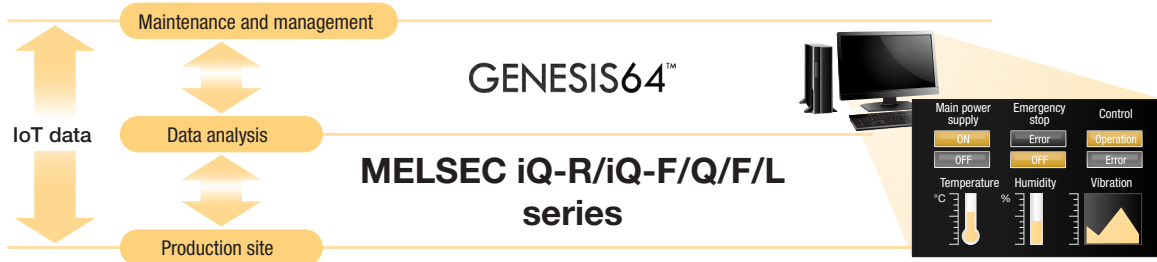 Maintenance and management
GENESIS64™
IoT data
Data analysis
MELSEC iQ-R/iQ-F/Q/F/L
series
Production site
Main power
supply
Emergency
stop
Control
ON
Error
Operation
OFF
OFF
Error
Temperature
Humidity
Vibration
°C
%